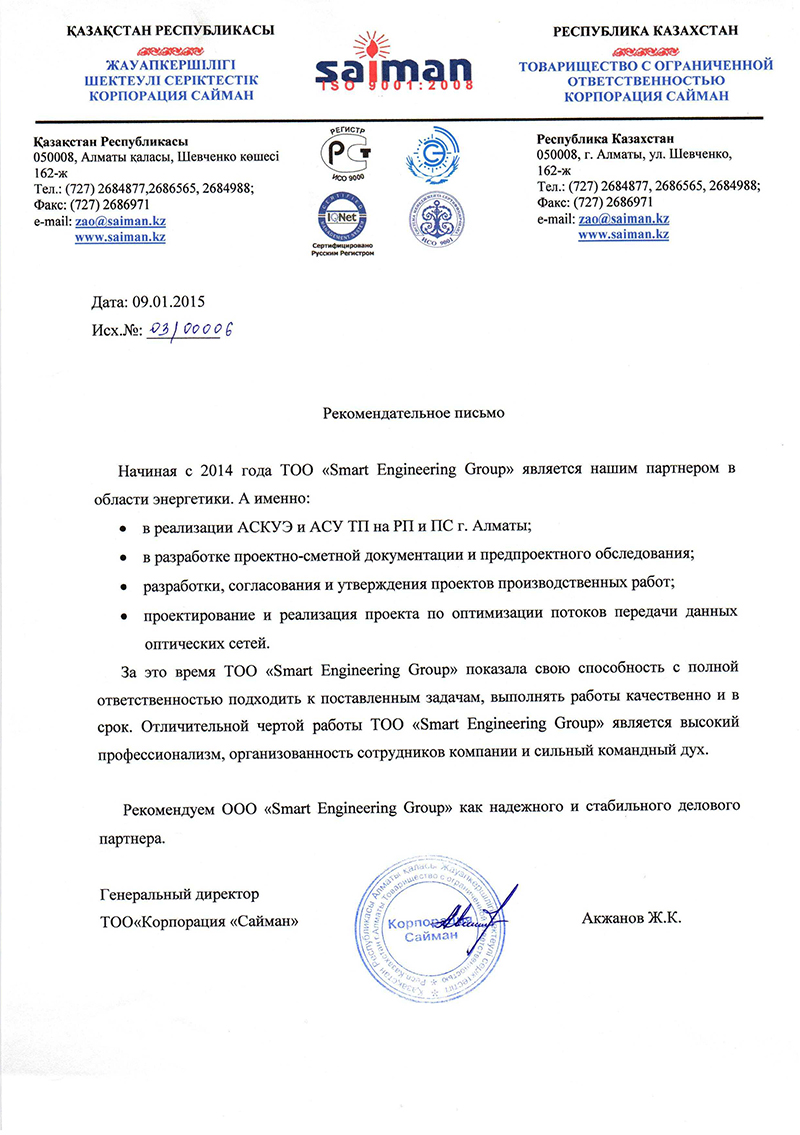 ҚАЗАҚСТАН РЕСПУБЛИКАСЫ
ЖАУАПКЕРШІЛІГІ
ШЕКТЕУЛІ СЕРІКТЕСТІК
КОРПОРАЦИЯ САЙМАН
saiman
ISO 9001:2008
РЕСПУБЛИКА КАЗАХСТАН
ТОВАРИЩЕСТВО С ОГРАНИЧЕННОЙ
ОТВЕТСТВЕННОСТЬЮ
КОРПОРАЦИЯ САЙМАН
Қазақстан Республикасы
050008, Алматы қаласы, Шевченко көшесі
162-ж
Тел.: (727) 2684877,2686565, 2684988;
Факс: (727) 2686971
e-mail: zao@saiman.kz
www.saiman.kz
РЕГИСТР
РСТ
ИСО 9000
CERTIFIED
IQNet
MANAGEMENT SYSTEM
Сертифицировано
Русским Регистром
ИСО 9001
Республика Казахстан
050008, г. Алматы, ул. Шевченко,
162-ж
Тел.: (727) 2684877, 2686565, 2684988;
Факс: (727) 2686971
e-mail: zao@saiman.kz
www.saiman.kz
Дата: 09.01.2015
Исх.№: 03/00006
Рекомендательное письмо
Начиная с 2014 года ТОО «Smart Engineering Group» является нашим партнером в
области энергетики. А именно:
• в реализации АСКУЭ и АСУ ТП на РП и ПС г. Алматы;
• в разработке проектно-сметной документации и предпроектного обследования;
• разработки, согласования и утверждения проектов производственных работ;
• проектирование и реализация проекта по оптимизации потоков передачи данных
оптических сетей.
За это время ТОО «Smart Engineering Group» показала свою способность с полной
ответственностью подходить к поставленным задачам, выполнять работы качественно и в
срок. Отличительной чертой работы ТОО «Smart Engineering Group» является высокий
профессионализм, организованность сотрудников компании и сильный командный дух.
Рекомендуем ООО «Smart Engineering Group» как надежного и стабильного делового
партнера.
Генеральный директор
ТОО«Корпорация «Сайман»
Корпорация
Сайман
Акжанов Ж.К.